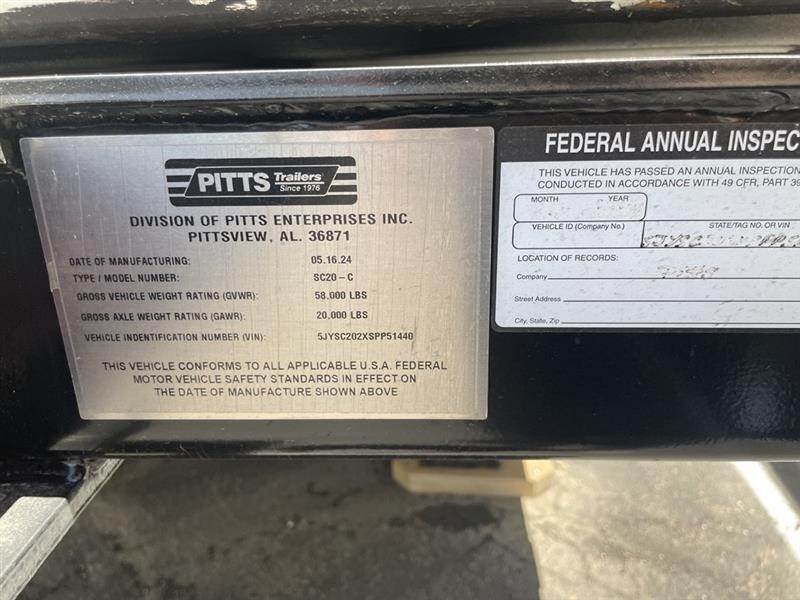 PITTS Trailers
Since 1976
DIVISION OF PITTS ENTERPRISES INC.
PITTSVIEW, AL. 36871
DATE OF MANUFACTURING: 05.16.24
TYPE / MODEL NUMBER: SC20-C
GROSS VEHICLE WEIGHT RATING (GVWR): 58,000 LBS
GROSS AXLE WEIGHT RATING (GAWR): 20,000 LBS
VEHICLE INDENTIFICATION NUMBER (VIN): 5JYSC202XSPP51440
THIS VEHICLE CONFORMS TO ALL APPLICABLE U.S.A. FEDERAL
MOTOR VEHICLE SAFETY STANDARDS IN EFFECT ON
THE DATE OF MANUFACTURE SHOWN ABOVE
FEDERAL ANNUAL INSPEC
THIS VEHICLE HAS PASSED AN ANNUAL INSPECTION
CONDUCTED IN ACCORDANCE WITH 49 CFR, PART 39
MONTH YEAR
VEHICLE ID (Company No.) STATE/TAG NO. OR VIN
LOCATION OF RECORDS:
Company
Street Address
City, State, Zip